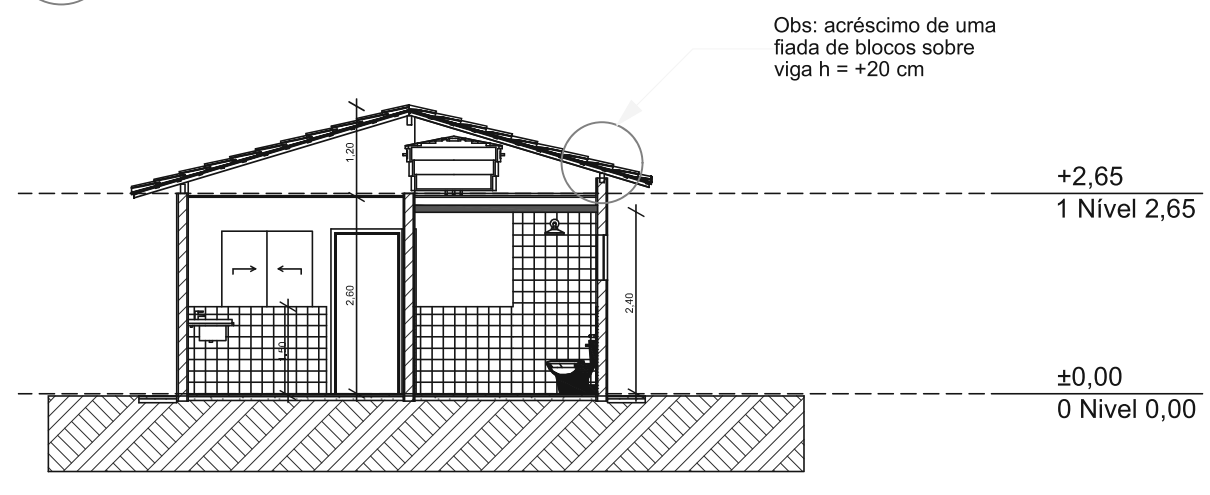 Obs: acréscimo de uma
fiada de blocos sobre
viga h = +20 cm
1,20
+2,65
1 Nível 2,65
2,60
2,40
1,50
±0,00
0 Nivel 0,00